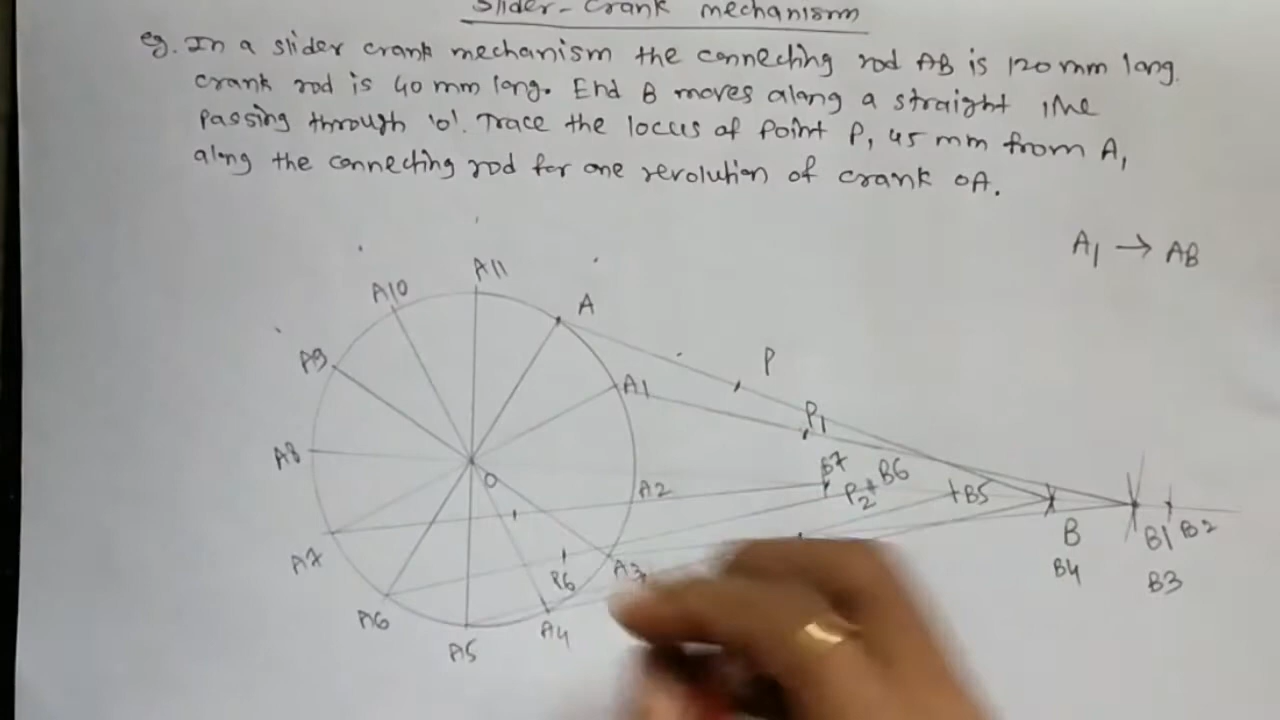 Slider-Crank mechanism
eg. In a slider crank mechanism the connecting rod AB is 120 mm long.
crank rod is 40 mm long. End B moves along a straight line
passing through 'O'. Trace the locus of point P, 45 mm from A,
along the connecting rod for one revolution of crank OA.
A1 → AB
A11
A10
A
A9
A1
P
P1
A8
O
A2
B7
P2
B6
B5
B
B4
B1
B2
B3
A7
P6
A3
A6
A4
A5